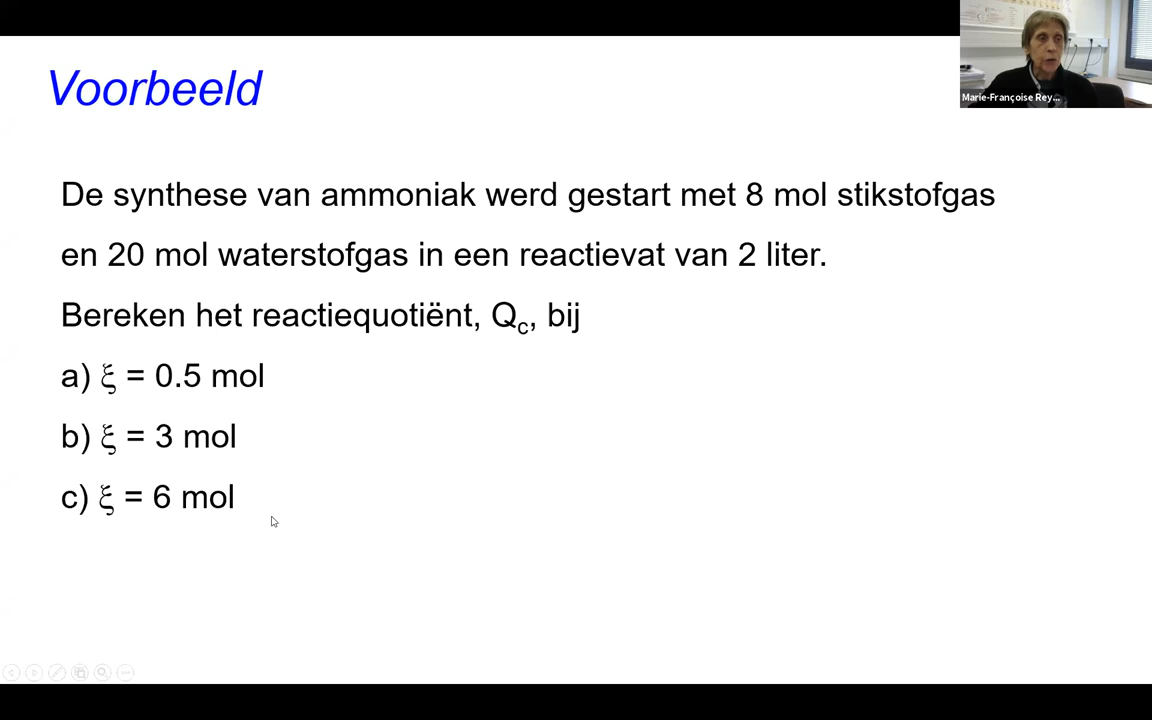 Voorbeeld
Marie-Françoise Rey...
De synthese van ammoniak werd gestart met 8 mol stikstofgas
en 20 mol waterstofgas in een reactievat van 2 liter.
Bereken het reactiequotiënt, Qc, bij
a) ξ = 0.5 mol
b) ξ = 3 mol
c) ξ = 6 mol